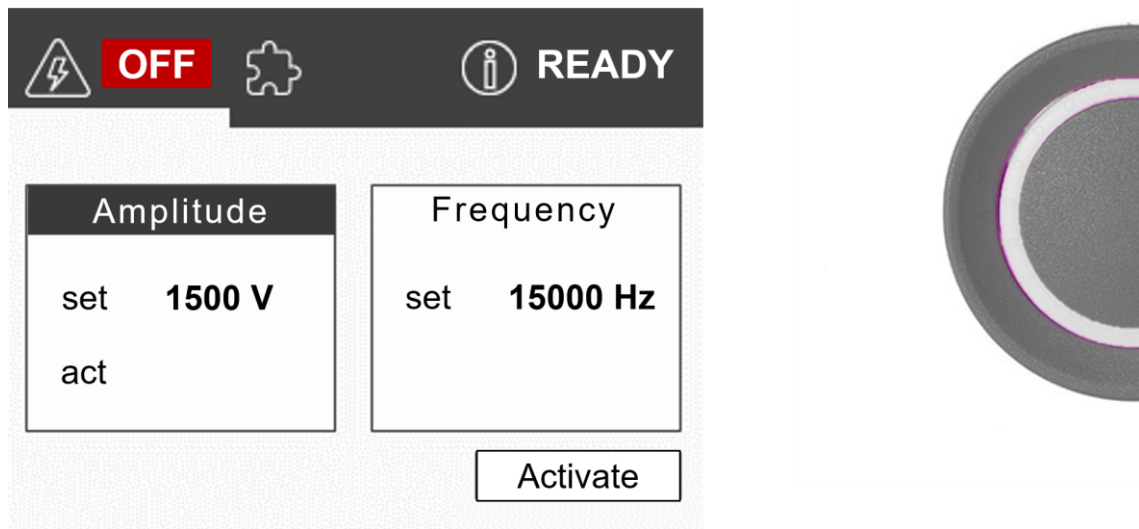 OFF READY
Amplitude
set 1500 V
act
Frequency
set 15000 Hz
Activate